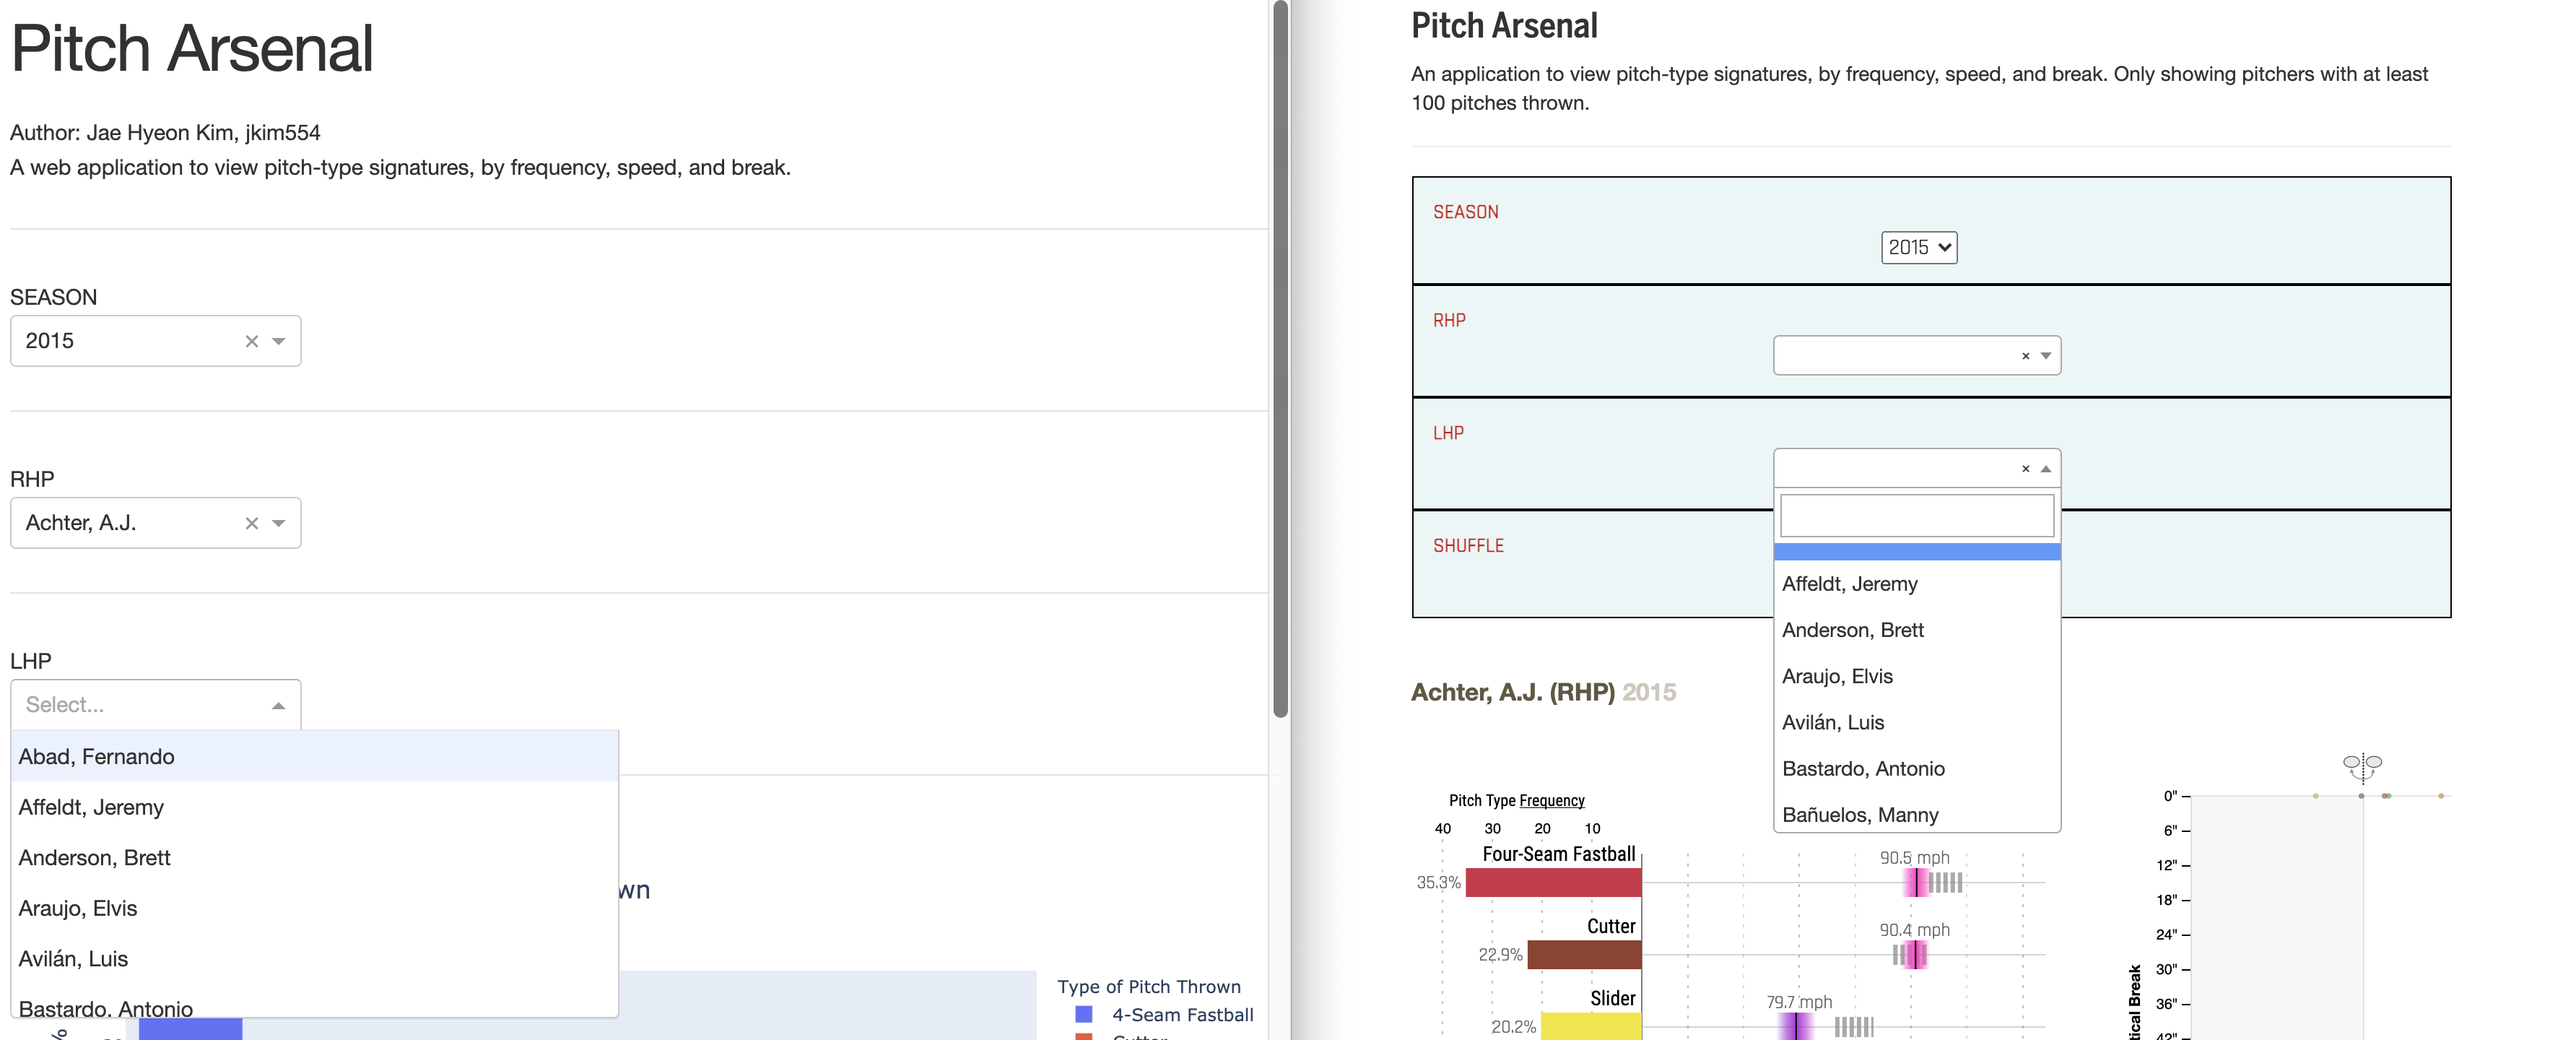 Pitch Arsenal
Author: Jae Hyeon Kim, jkim554
A web application to view pitch-type signatures, by frequency, speed, and break.
SEASON
2015
RHP
Achter, A.J.
LHP
Select...
Abad, Fernando
Affeldt, Jeremy
Anderson, Brett
Araujo, Elvis
Avilán, Luis
Bastardo, Antonio
wn
%
Type of Pitch Thrown
4-Seam Fastball
Cutter
Pitch Arsenal
An application to view pitch-type signatures, by frequency, speed, and break. Only showing pitchers with at least
100 pitches thrown.
SEASON
2015
RHP
LHP
SHUFFLE
Affeldt, Jeremy
Anderson, Brett
Araujo, Elvis
Avilán, Luis
Bastardo, Antonio
Bañuelos, Manny
Achter, A.J. (RHP) 2015
Pitch Type Frequency
40 30 20 10
Four-Seam Fastball
35.3%
90.5 mph
Cutter
22.9%
90.4 mph
Slider
20.2%
79.7 mph
0"
6"
12"
18"
24"
30"
36"
42"
tical Break